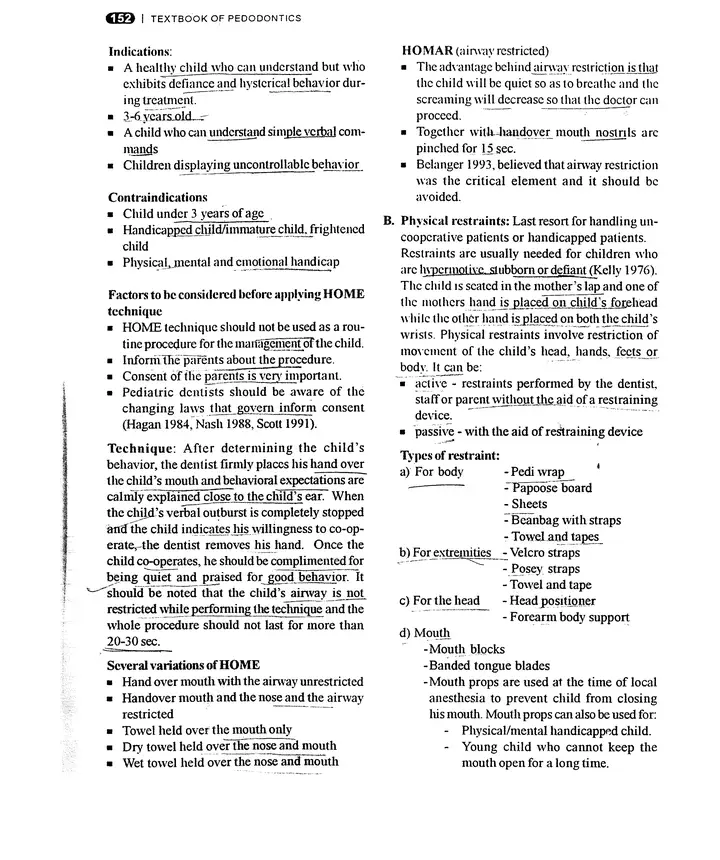 152 | TEXTBOOK OF PEDODONTICS
Indications:
■ A healthy child who can understand but who
exhibits defiance and hysterical behavior dur-
ing treatment.
■ 3-6 years old.
■ A child who can understand simple verbal com-
mands
■ Children displaying uncontrollable behavior
Contraindications
■ Child under 3 years of age
■ Handicapped child/immature child, frightened
child
■ Physical, mental and emotional handicap
Factors to be considered before applying HOME
technique
■ HOME technique should not be used as a rou-
tine procedure for the management of the child.
■ Inform the parents about the procedure.
■ Consent of the parents is very important.
■ Pediatric dentists should be aware of the
changing laws that govern inform consent
(Hagan 1984, Nash 1988, Scott 1991).
Technique: After determining the child's
behavior, the dentist firmly places his hand over
the child's mouth and behavioral expectations are
calmly explained close to the child's ear. When
the child's verbal outburst is completely stopped
and the child indicates his willingness to co-op-
erate, the dentist removes his hand. Once the
child co-operates, he should be complimented for
being quiet and praised for good behavior. It
should be noted that the child's airway is not
restricted while performing the technique and the
whole procedure should not last for more than
20-30 sec.
Several variations of HOME
■ Hand over mouth with the airway unrestricted
■ Handover mouth and the nose and the airway
restricted
■ Towel held over the mouth only
■ Dry towel held over the nose and mouth
■ Wet towel held over the nose and mouth
HOMAR (airway restricted)
■ The advantage behind airway restriction is that
the child will be quiet so as to breathe and the
screaming will decrease so that the doctor can
proceed.
■ Together with handover mouth nostrils are
pinched for 15 sec.
■ Belanger 1993, believed that airway restriction
was the critical element and it should be
avoided.
B. Physical restraints: Last resort for handling un-
cooperative patients or handicapped patients.
Restraints are usually needed for children who
are hypermotive, stubborn or defiant (Kelly 1976).
The child is seated in the mother's lap and one of
the mothers hand is placed on child's forehead
while the other hand is placed on both the child's
wrists. Physical restraints involve restriction of
movement of the child's head, hands, feets or
body. It can be:
■ active - restraints performed by the dentist,
staff or parent without the aid of a restraining
device.
■ passive - with the aid of restraining device
Types of restraint:
a) For body - Pedi wrap
- Papoose board
- Sheets
- Beanbag with straps
- Towel and tapes
b) For extremities - Velcro straps
- Posey straps
- Towel and tape
c) For the head - Head positioner
- Forearm body support
d) Mouth
- Mouth blocks
- Banded tongue blades
- Mouth props are used at the time of local
anesthesia to prevent child from closing
his mouth. Mouth props can also be used for:
- Physical/mental handicapped child.
- Young child who cannot keep the
mouth open for a long time.